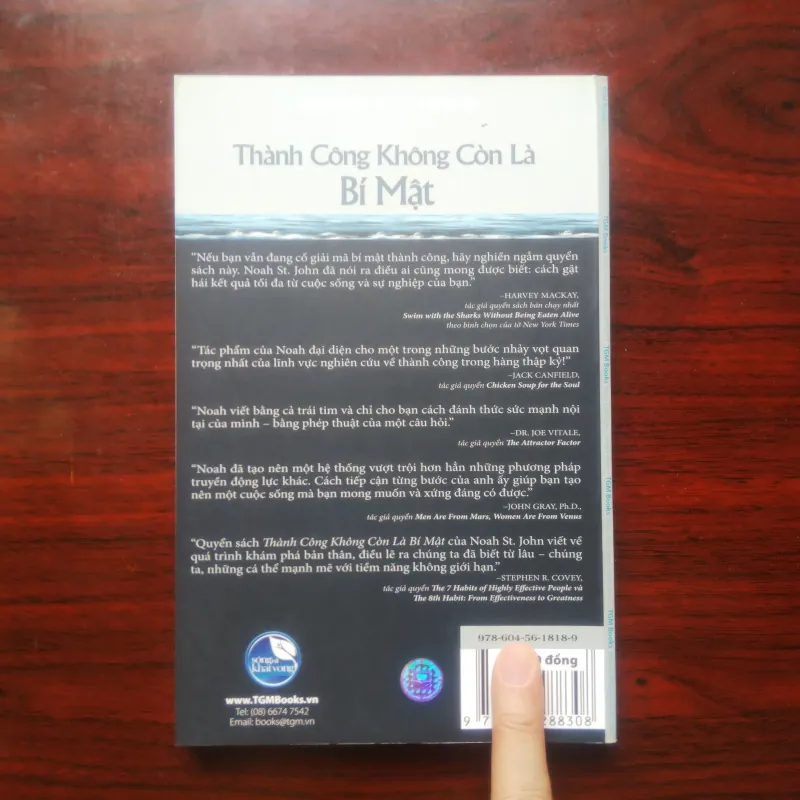 Thành Công Không Còn Là
Bí Mật
“Nếu bạn vẫn đang cố giải mã bí mật thành công, hãy nghiền ngẫm quyển
sách này. Noah St. John đã nói ra điều ai cũng mong được biết: cách gặt
hái kết quả tối đa từ cuộc sống và sự nghiệp của bạn.”
–HARVEY MACKAY,
tác giả quyển sách bán chạy nhất
Swim with the Sharks Without Being Eaten Alive
theo bình chọn của tờ New York Times
“Tác phẩm của Noah đại diện cho một trong những bước nhảy vọt quan
trọng nhất của lĩnh vực nghiên cứu về thành công trong hàng thập kỷ!”
–JACK CANFIELD,
tác giả quyển Chicken Soup for the Soul
“Noah viết bằng cả trái tim và chỉ cho bạn cách đánh thức sức mạnh nội
tại của mình – bằng phép thuật của một câu hỏi.”
–DR. JOE VITALE,
tác giả quyển The Attractor Factor
“Noah đã tạo nên một hệ thống vượt trội hơn hẳn những phương pháp
truyền động lực khác. Cách tiếp cận từng bước của anh ấy giúp bạn tạo
nên một cuộc sống mà bạn mong muốn và xứng đáng có được.”
–JOHN GRAY, Ph.D.,
tác giả quyển Men Are From Mars, Women Are From Venus
“Quyển sách Thành Công Không Còn Là Bí Mật của Noah St. John viết về
quá trình khám phá bản thân, điều lẽ ra chúng ta đã biết từ lâu – chúng
ta, những cá thể mạnh mẽ với tiềm năng không giới hạn.”
–STEPHEN R. COVEY,
tác giả quyển The 7 Habits of Highly Effective People và
The 8th Habit: From Effectiveness to Greatness
sống và
khát vọng
www.TGMBooks.vn
Tel: (08) 6674 7542
Email: books@tgm.vn
978-604-56-1818-9
đồng
9 288308
TGM Books
TGM Books
TGM Books
TGM Books